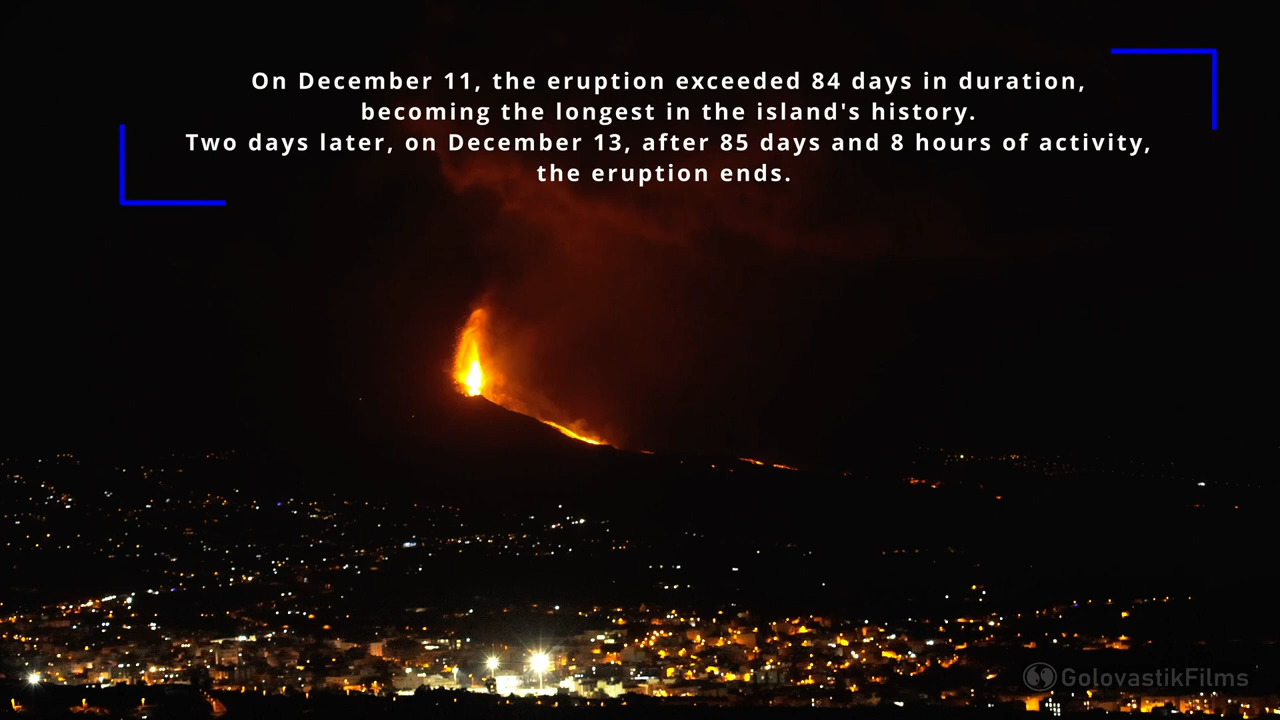 On December 11, the eruption exceeded 84 days in duration,
becoming the longest in the island's history.
Two days later, on December 13, after 85 days and 8 hours of activity,
the eruption ends.
GolovastikFilms